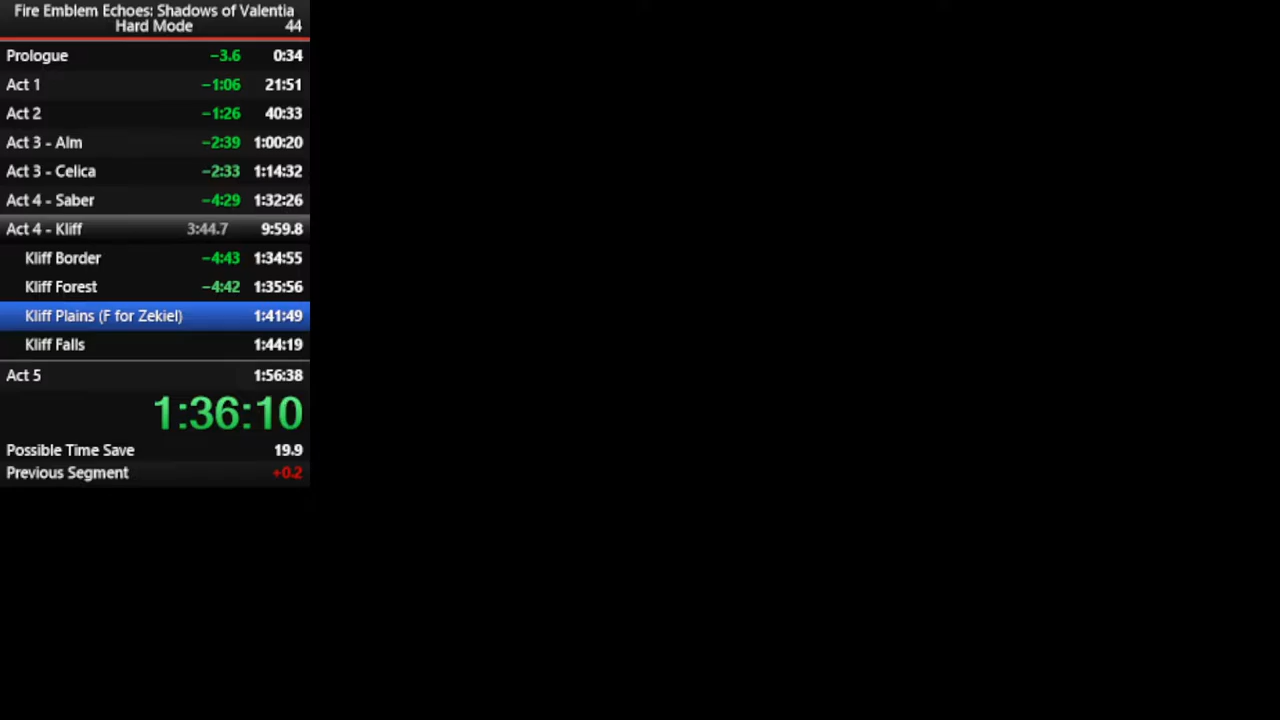 Fire Emblem Echoes: Shadows of Valentia
Hard Mode 44
Prologue −3.6 0:34
Act 1 −1:06 21:51
Act 2 −1:26 40:33
Act 3 - Alm −2:39 1:00:20
Act 3 - Celica −2:33 1:14:32
Act 4 - Saber −4:29 1:32:26
Act 4 - Kliff 3:44.7 9:59.8
Kliff Border −4:43 1:34:55
Kliff Forest −4:42 1:35:56
Kliff Plains (F for Zekiel) 1:41:49
Kliff Falls 1:44:19
Act 5 1:56:38
1:36:10
Possible Time Save 19.9
Previous Segment +0.2